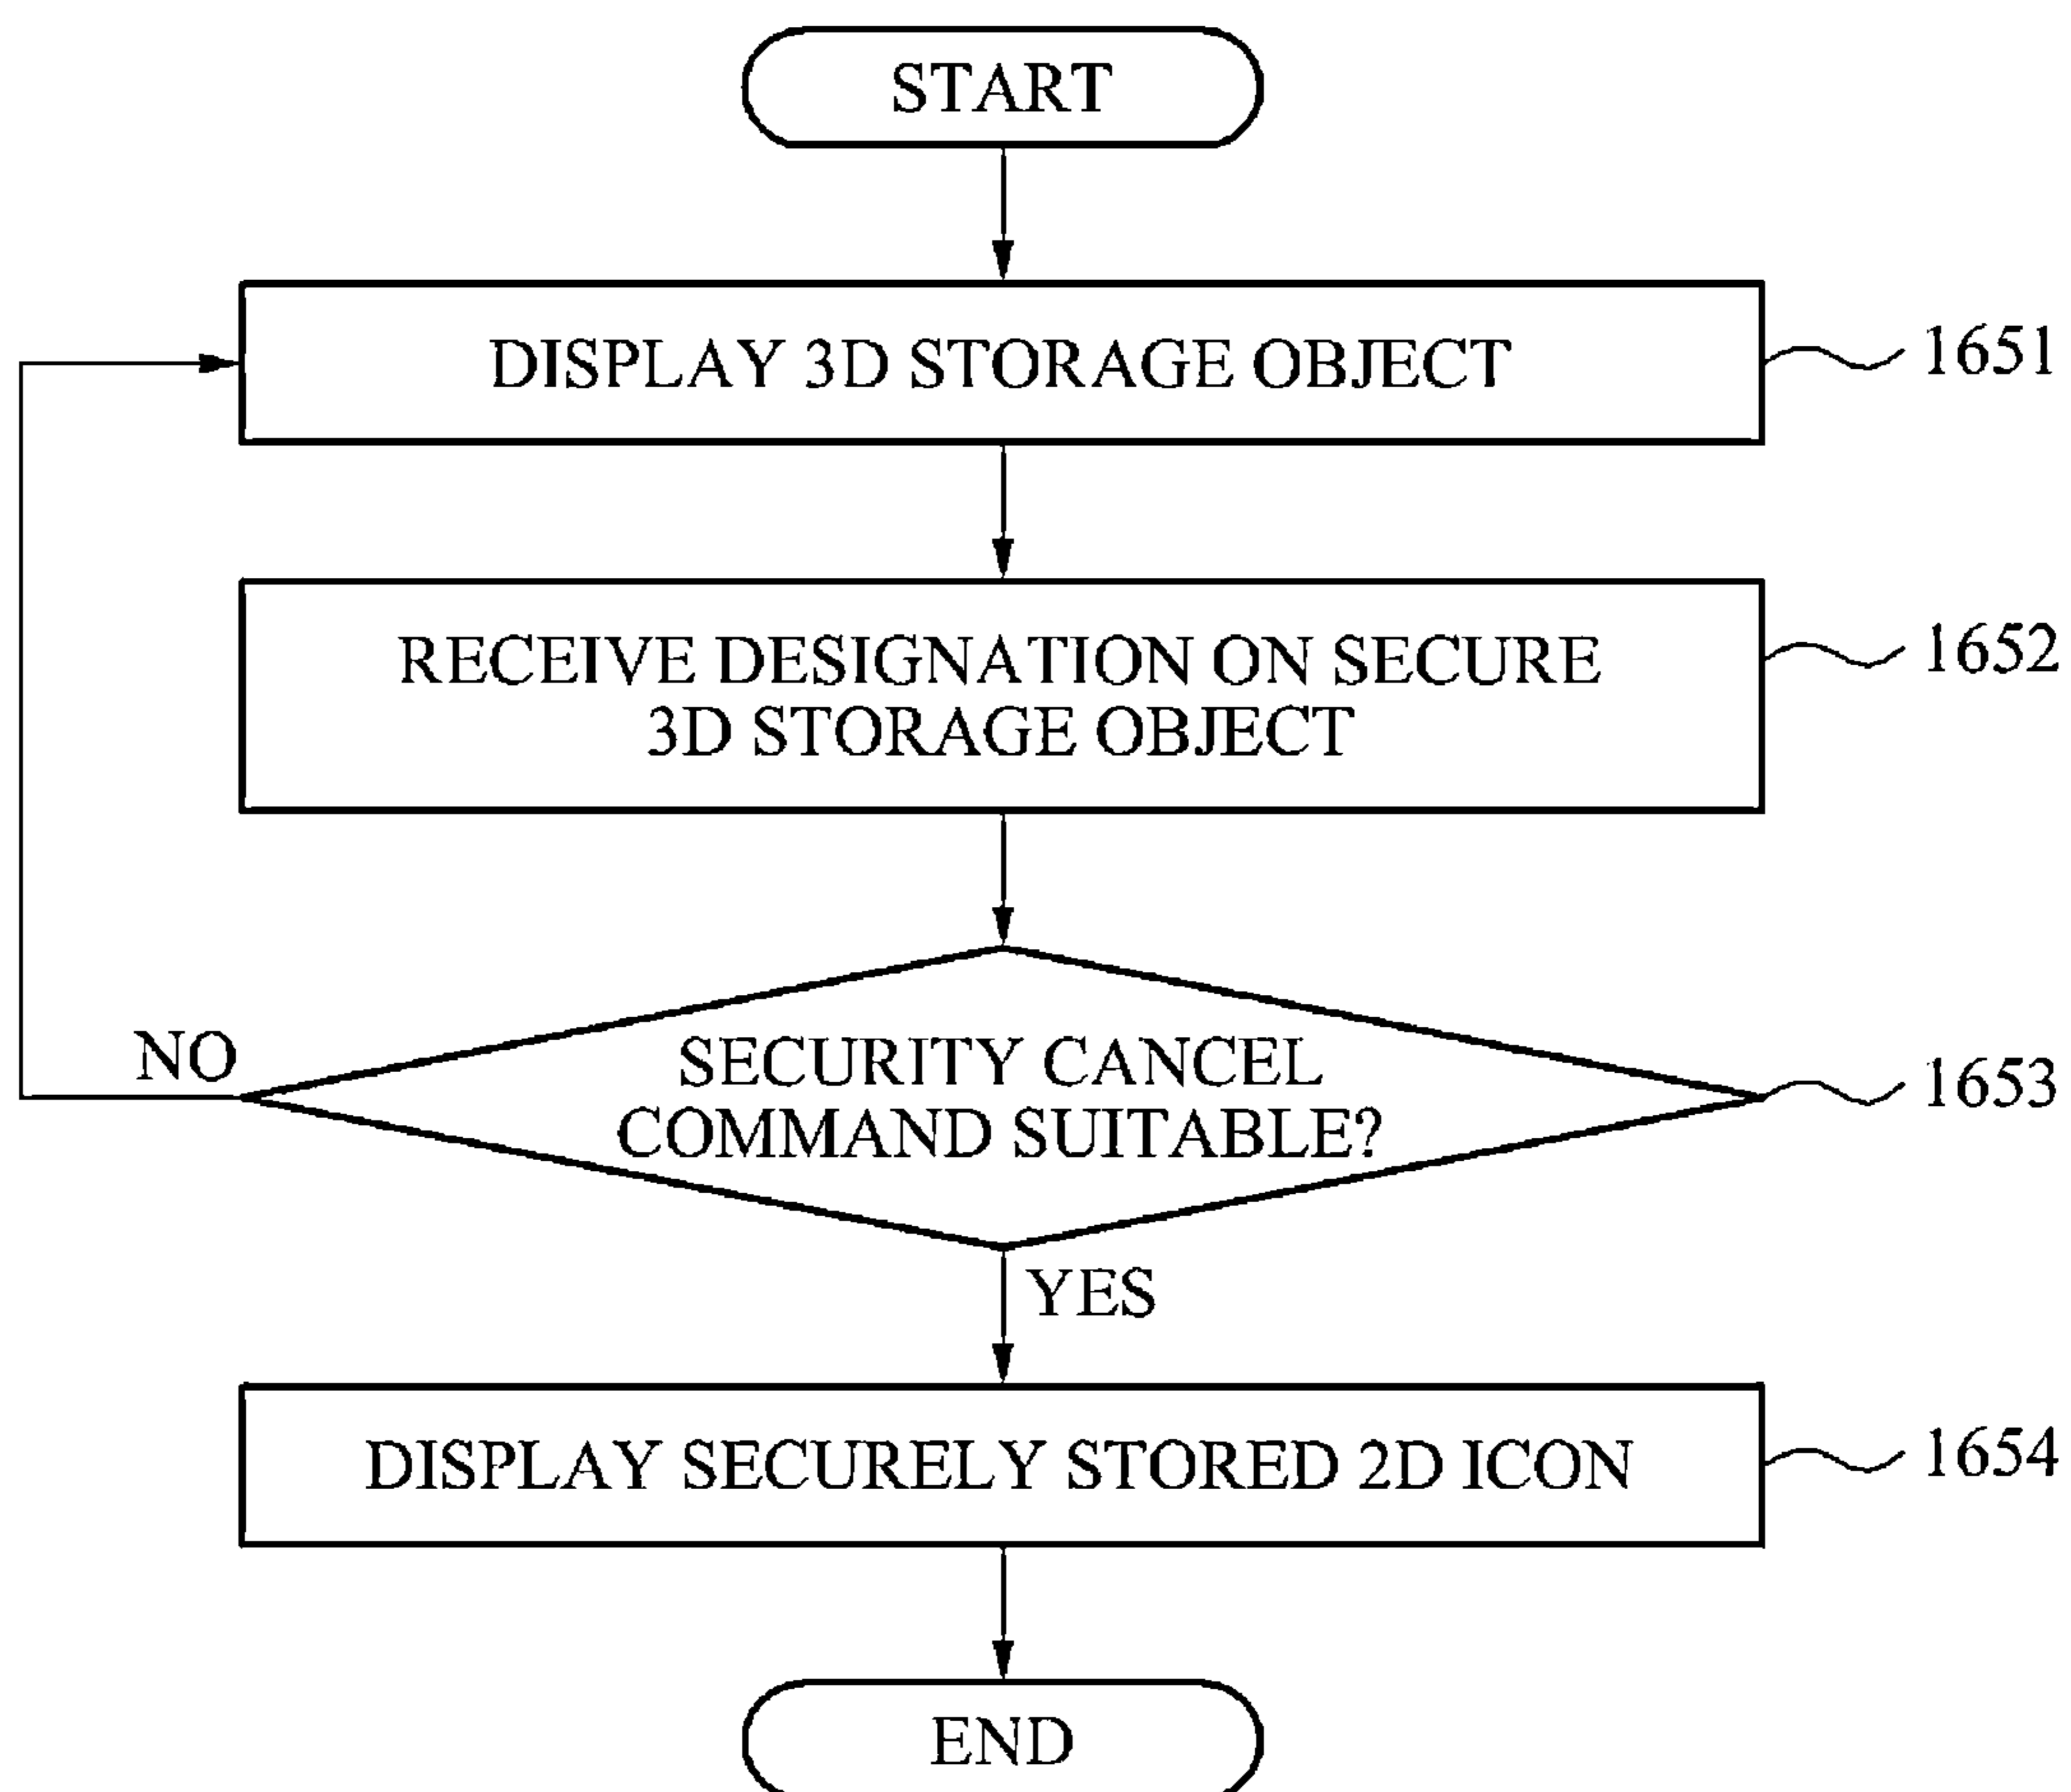 START
DISPLAY 3D STORAGE OBJECT
1651
RECEIVE DESIGNATION ON SECURE
3D STORAGE OBJECT
1652
SECURITY CANCEL
COMMAND SUITABLE?
1653
NO
YES
DISPLAY SECURELY STORED 2D ICON
1654
END